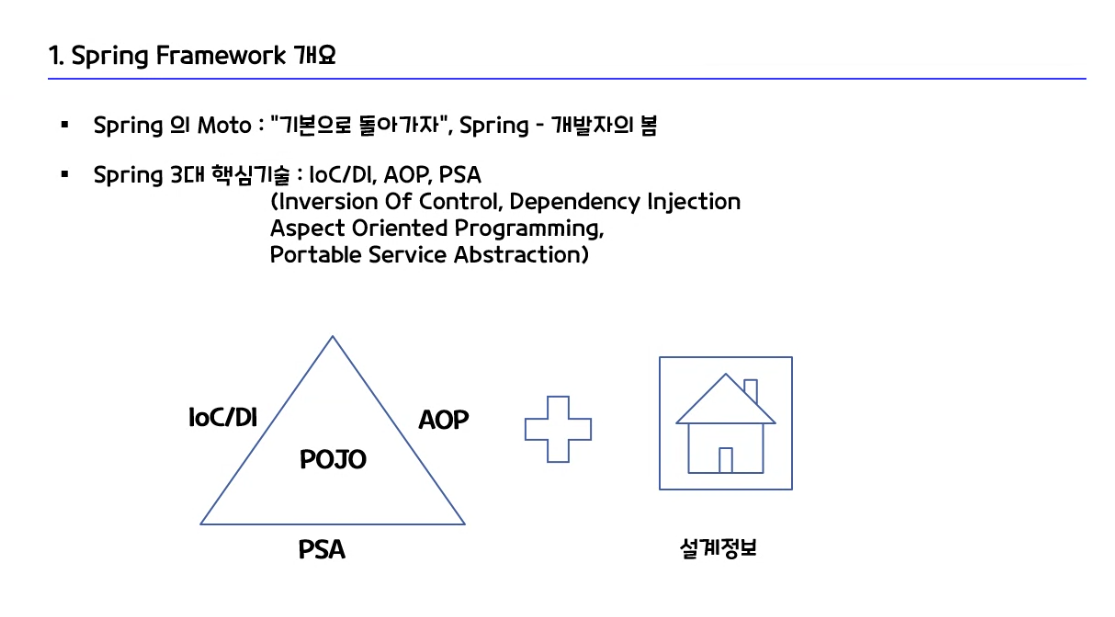 1. Spring Framework 개요
▪ Spring 의 Moto : "기본으로 돌아가자", Spring - 개발자의 봄
▪ Spring 3대 핵심기술 : IoC/DI, AOP, PSA
(Inversion Of Control, Dependency Injection
Aspect Oriented Programming,
Portable Service Abstraction)
IoC/DI
AOP
POJO
PSA
설계정보